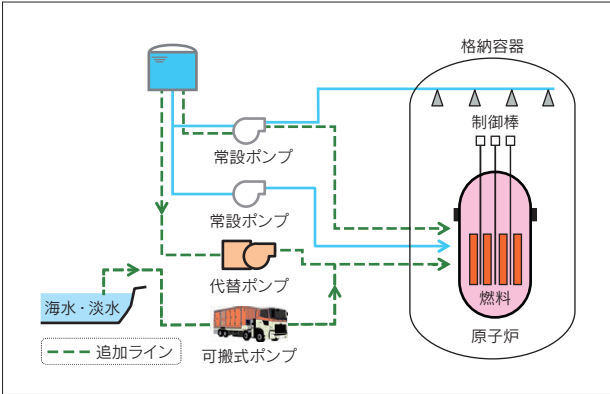 格納容器
制御棒
常設ポンプ
常設ポンプ
代替ポンプ
海水・淡水
燃料
原子炉
追加ライン
可搬式ポンプ